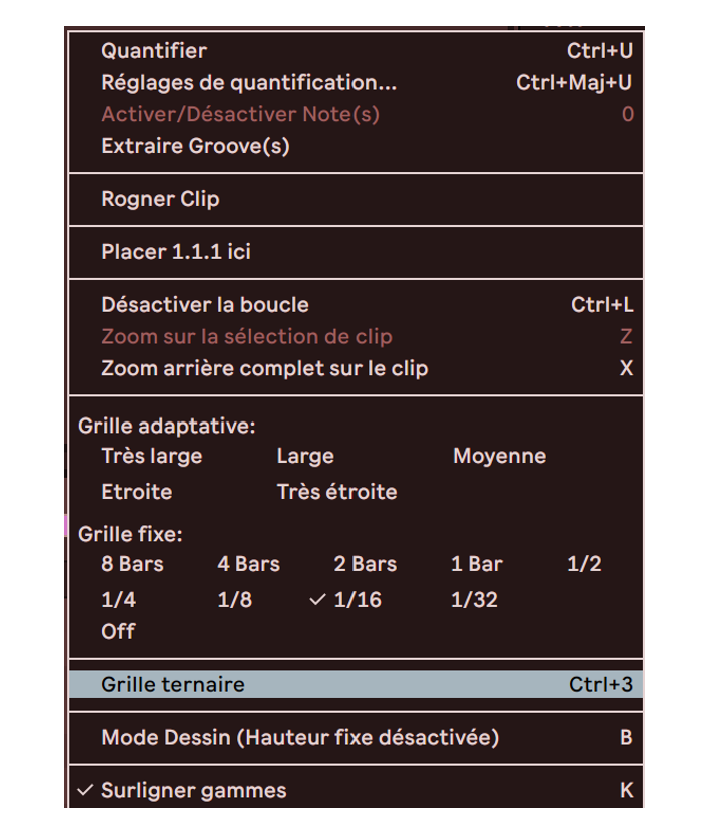 Quantifier Ctrl+U
Réglages de quantification... Ctrl+Maj+U
Activer/Désactiver Note(s) 0
Extraire Groove(s)
Rogner Clip
Placer 1.1.1 ici
Désactiver la boucle Ctrl+L
Zoom sur la sélection de clip Z
Zoom arrière complet sur le clip X
Grille adaptative:
Très large Large Moyenne
Etroite Très étroite
Grille fixe:
8 Bars 4 Bars 2 Bars 1 Bar 1/2
1/4 1/8 ✓ 1/16 1/32
Off
Grille ternaire Ctrl+3
Mode Dessin (Hauteur fixe désactivée) B
✓ Surligner gammes K